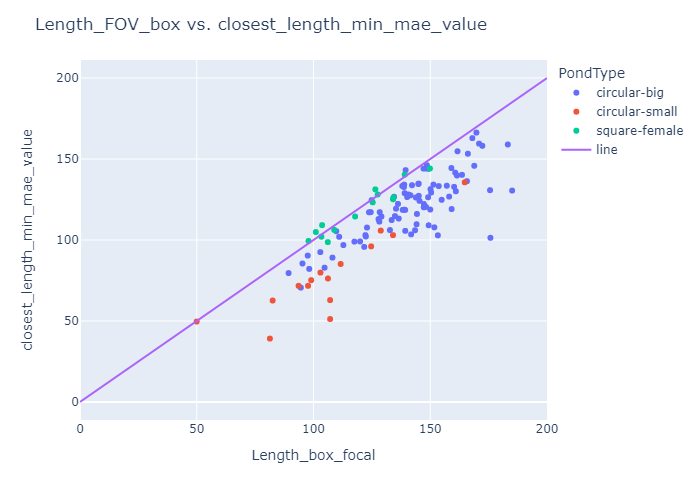 Length_FOV_box vs. closest_length_min_mae_value
closest_length_min_mae_value
200
150
100
50
0
0 50 100 150 200
Length_box_focal
PondType
circular-big
circular-small
square-female
line